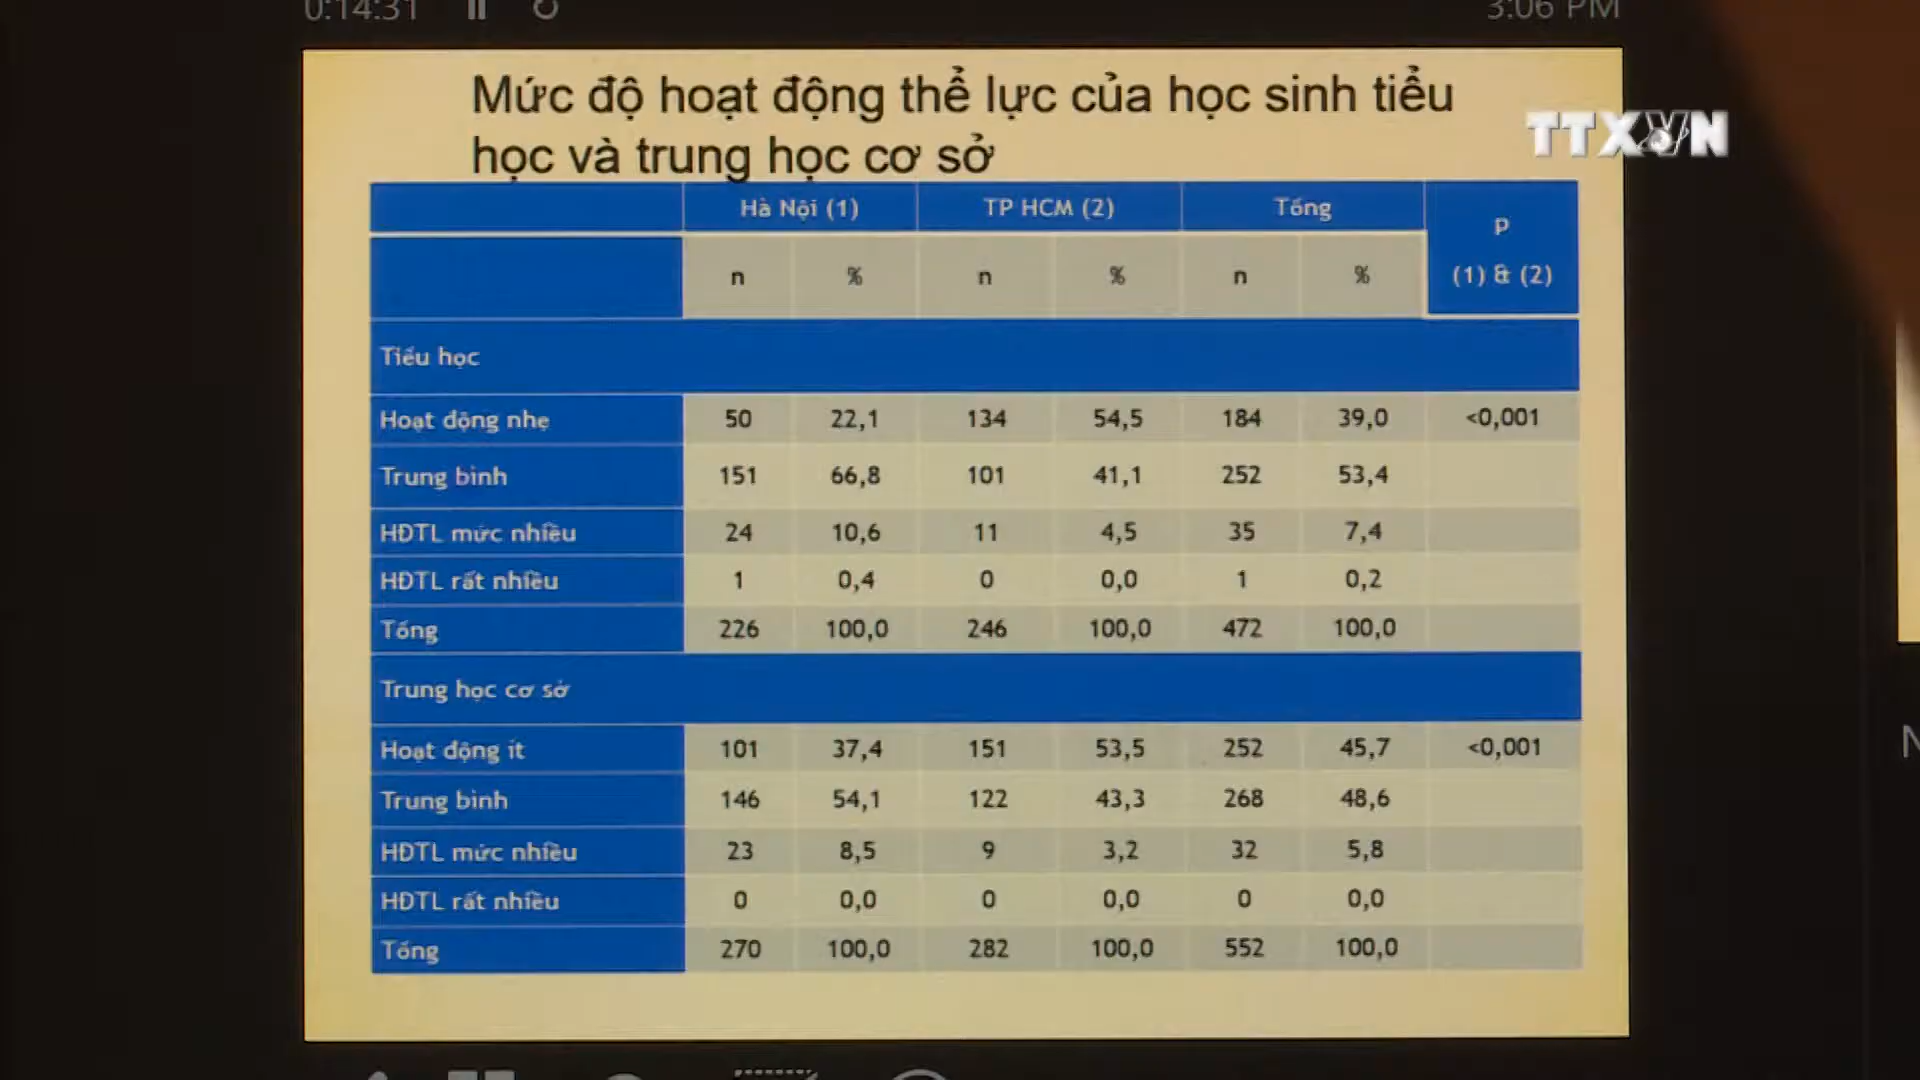 0:14:31
3:06 PM
Mức độ hoạt động thể lực của học sinh tiểu
học và trung học cơ sở
TTXVN
Hà Nội (1) TP HCM (2) Tổng p
n % n % n % (1) & (2)
Tiểu học
Hoạt động nhẹ 50 22,1 134 54,5 184 39,0 <0,001
Trung bình 151 66,8 101 41,1 252 53,4
HĐTL mức nhiều 24 10,6 11 4,5 35 7,4
HĐTL rất nhiều 1 0,4 0 0,0 1 0,2
Tổng 226 100,0 246 100,0 472 100,0
Trung học cơ sở
Hoạt động ít 101 37,4 151 53,5 252 45,7 <0,001
Trung bình 146 54,1 122 43,3 268 48,6
HĐTL mức nhiều 23 8,5 9 3,2 32 5,8
HĐTL rất nhiều 0 0,0 0 0,0 0 0,0
Tổng 270 100,0 282 100,0 552 100,0